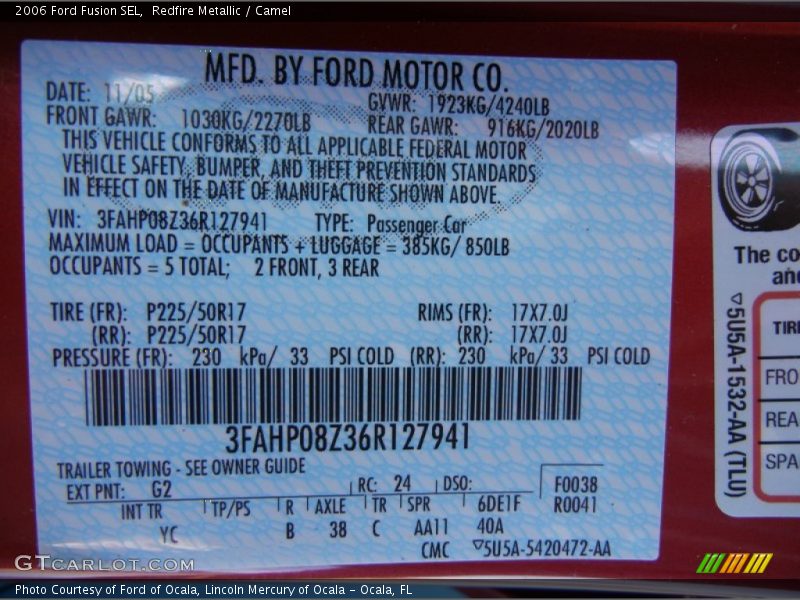 2006 Ford Fusion SEL, Redfire Metallic / Camel
MFD. BY FORD MOTOR CO.
DATE: 11/05 GVWR: 1923KG/4240LB
FRONT GAWR: 1030KG/2270LB REAR GAWR: 916KG/2020LB
THIS VEHICLE CONFORMS TO ALL APPLICABLE FEDERAL MOTOR
VEHICLE SAFETY, BUMPER, AND THEFT PREVENTION STANDARDS
IN EFFECT ON THE DATE OF MANUFACTURE SHOWN ABOVE.
VIN: 3FAHP08Z36R127941 TYPE: Passenger Car
MAXIMUM LOAD = OCCUPANTS + LUGGAGE = 385KG/ 850LB
OCCUPANTS = 5 TOTAL; 2 FRONT, 3 REAR
TIRE (FR): P225/50R17 RIMS (FR): 17X7.0J
(RR): P225/50R17 (RR): 17X7.0J
PRESSURE (FR): 230 kPa/ 33 PSI COLD (RR): 230 kPa/ 33 PSI COLD
3FAHP08Z36R127941
TRAILER TOWING - SEE OWNER GUIDE
EXT PNT: G2 RC: 24 DSO: F0038
INT TR TP/PS R AXLE TR SPR 6DE1F R0041
YC B 38 C AA11 40A
CMC 5U5A-5420472-AA
The co
and
TIRE
FRO
REA
SPA
5U5A-1532-AA (TLU)
GTCARLOT.COM
Photo Courtesy of Ford of Ocala, Lincoln Mercury of Ocala - Ocala, FL